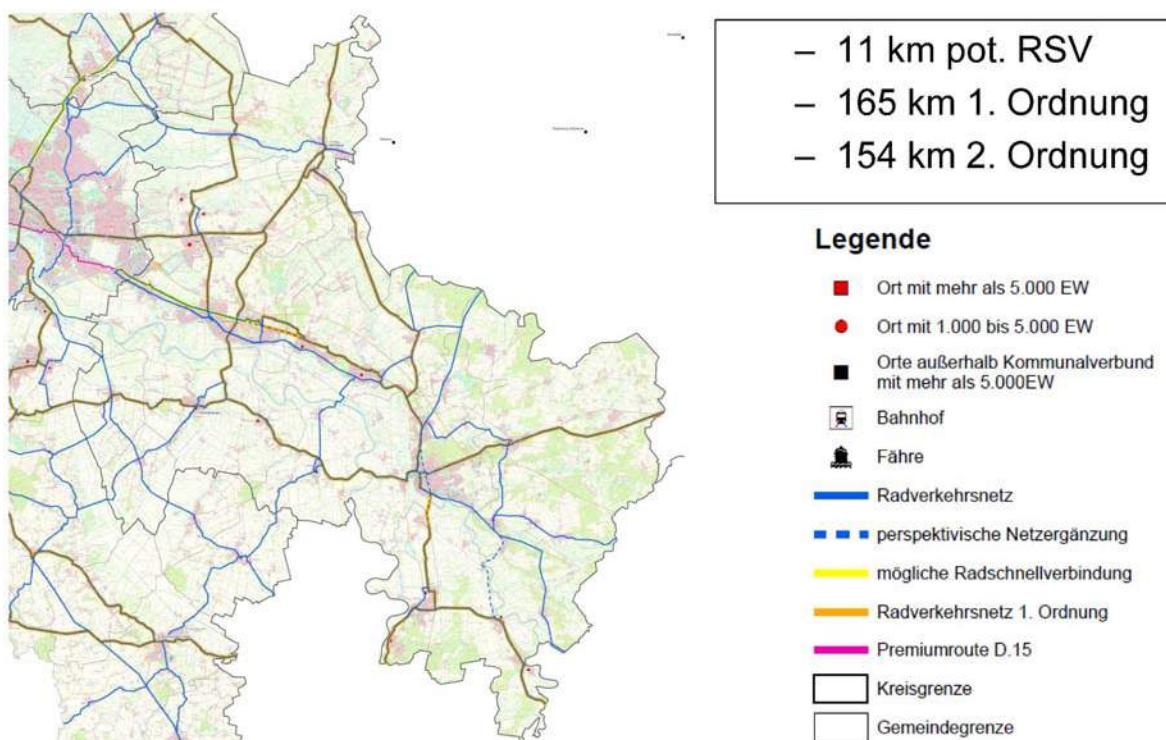 – 11 km pot. RSV
– 165 km 1. Ordnung
– 154 km 2. Ordnung
Legende
Ort mit mehr als 5.000 EW
Ort mit 1.000 bis 5.000 EW
Orte außerhalb Kommunalverbund
mit mehr als 5.000EW
Bahnhof
Fähre
Radverkehrsnetz
perspektivische Netzergänzung
mögliche Radschnellverbindung
Radverkehrsnetz 1. Ordnung
Premiumroute D.15
Kreisgrenze
Gemeindegrenze